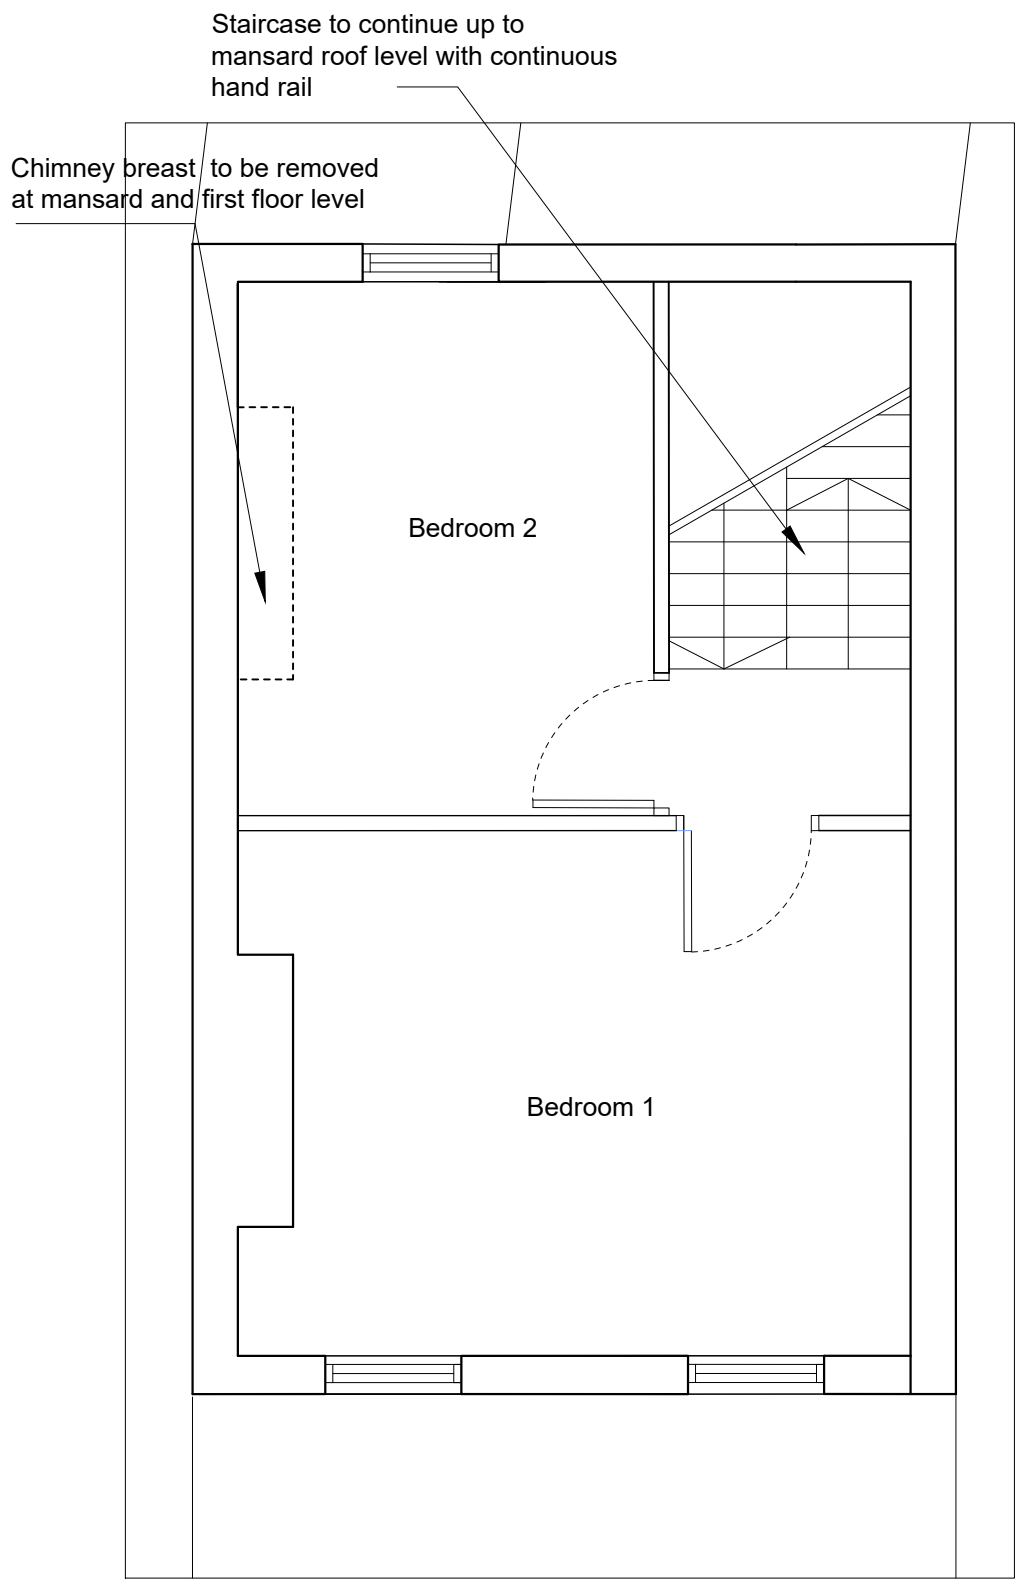 Staircase to continue up to
mansard roof level with continuous
hand rail
Chimney breast  to be removed
at mansard and first floor level
Bedroom 2
Bedroom 1